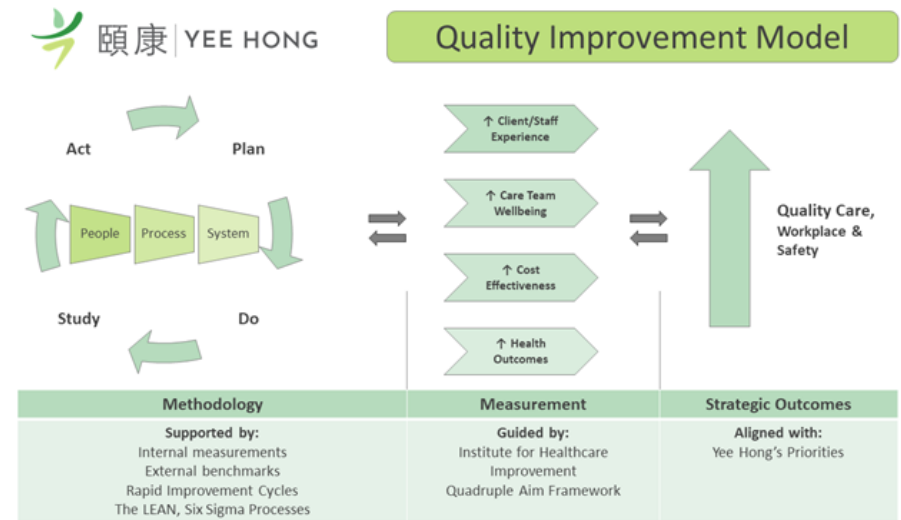 頤康 | YEE HONG
Quality Improvement Model
Act
Plan
People
Process
System
Study
Do
↑ Client/Staff
Experience
↑ Care Team
Wellbeing
↑ Cost
Effectiveness
↑ Health
Outcomes
Quality Care,
Workplace &
Safety
Methodology
Supported by:
Internal measurements
External benchmarks
Rapid Improvement Cycles
The LEAN, Six Sigma Processes
Measurement
Guided by:
Institute for Healthcare
Improvement
Quadruple Aim Framework
Strategic Outcomes
Aligned with:
Yee Hong's Priorities